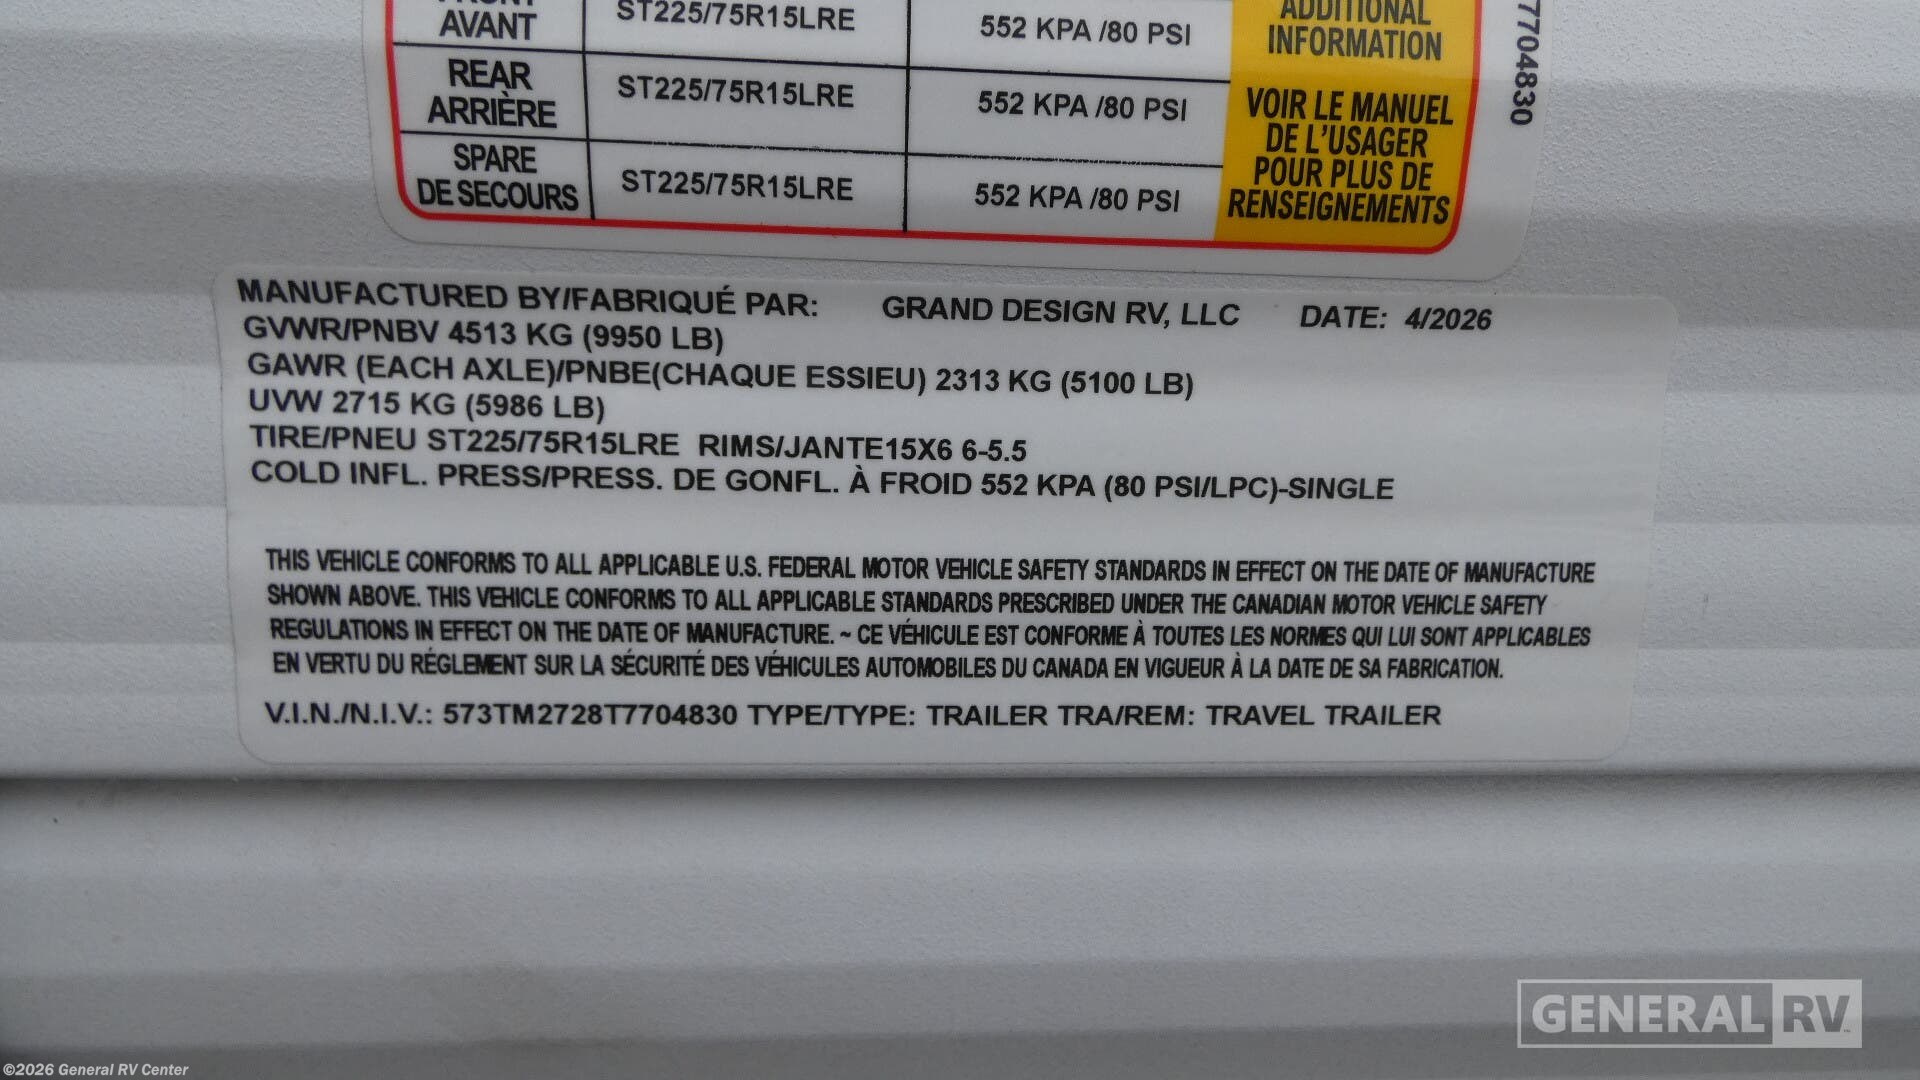 FRONT
AVANT
ST225/75R15LRE
552 KPA /80 PSI
ADDITIONAL
INFORMATION
REAR
ARRIÈRE
ST225/75R15LRE
552 KPA /80 PSI
VOIR LE MANUEL
DE L'USAGER
POUR PLUS DE
RENSEIGNEMENTS
SPARE
DE SECOURS
ST225/75R15LRE
552 KPA /80 PSI
7704830
MANUFACTURED BY/FABRIQUÉ PAR: GRAND DESIGN RV, LLC DATE: 4/2026
GVWR/PNBV 4513 KG (9950 LB)
GAWR (EACH AXLE)/PNBE(CHAQUE ESSIEU) 2313 KG (5100 LB)
UVW 2715 KG (5986 LB)
TIRE/PNEU ST225/75R15LRE RIMS/JANTE15X6 6-5.5
COLD INFL. PRESS/PRESS. DE GONFL. À FROID 552 KPA (80 PSI/LPC)-SINGLE
THIS VEHICLE CONFORMS TO ALL APPLICABLE U.S. FEDERAL MOTOR VEHICLE SAFETY STANDARDS IN EFFECT ON THE DATE OF MANUFACTURE
SHOWN ABOVE. THIS VEHICLE CONFORMS TO ALL APPLICABLE STANDARDS PRESCRIBED UNDER THE CANADIAN MOTOR VEHICLE SAFETY
REGULATIONS IN EFFECT ON THE DATE OF MANUFACTURE. ~ CE VÉHICULE EST CONFORME À TOUTES LES NORMES QUI LUI SONT APPLICABLES
EN VERTU DU RÉGLEMENT SUR LA SÉCURITÉ DES VÉHICULES AUTOMOBILES DU CANADA EN VIGUEUR À LA DATE DE SA FABRICATION.
V.I.N./N.I.V.: 573TM2728T7704830 TYPE/TYPE: TRAILER TRA/REM: TRAVEL TRAILER
GENERAL RV
©2026 General RV Center